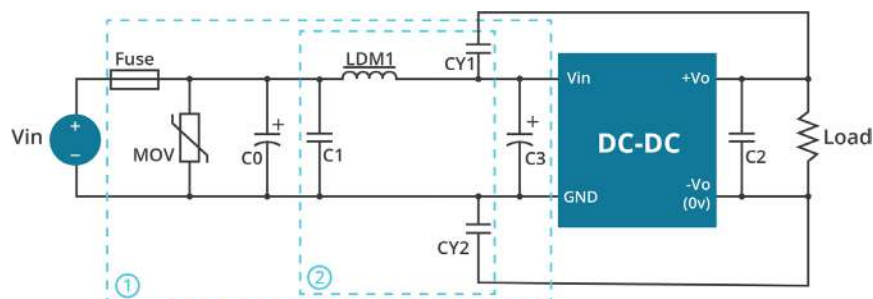 Fuse
LDM1
CY1
Vin
+Vo
Vin
+
−
MOV
+
C0
C1
+
C3
DC-DC
C2
Load
GND
-Vo
(0v)
CY2
1
2